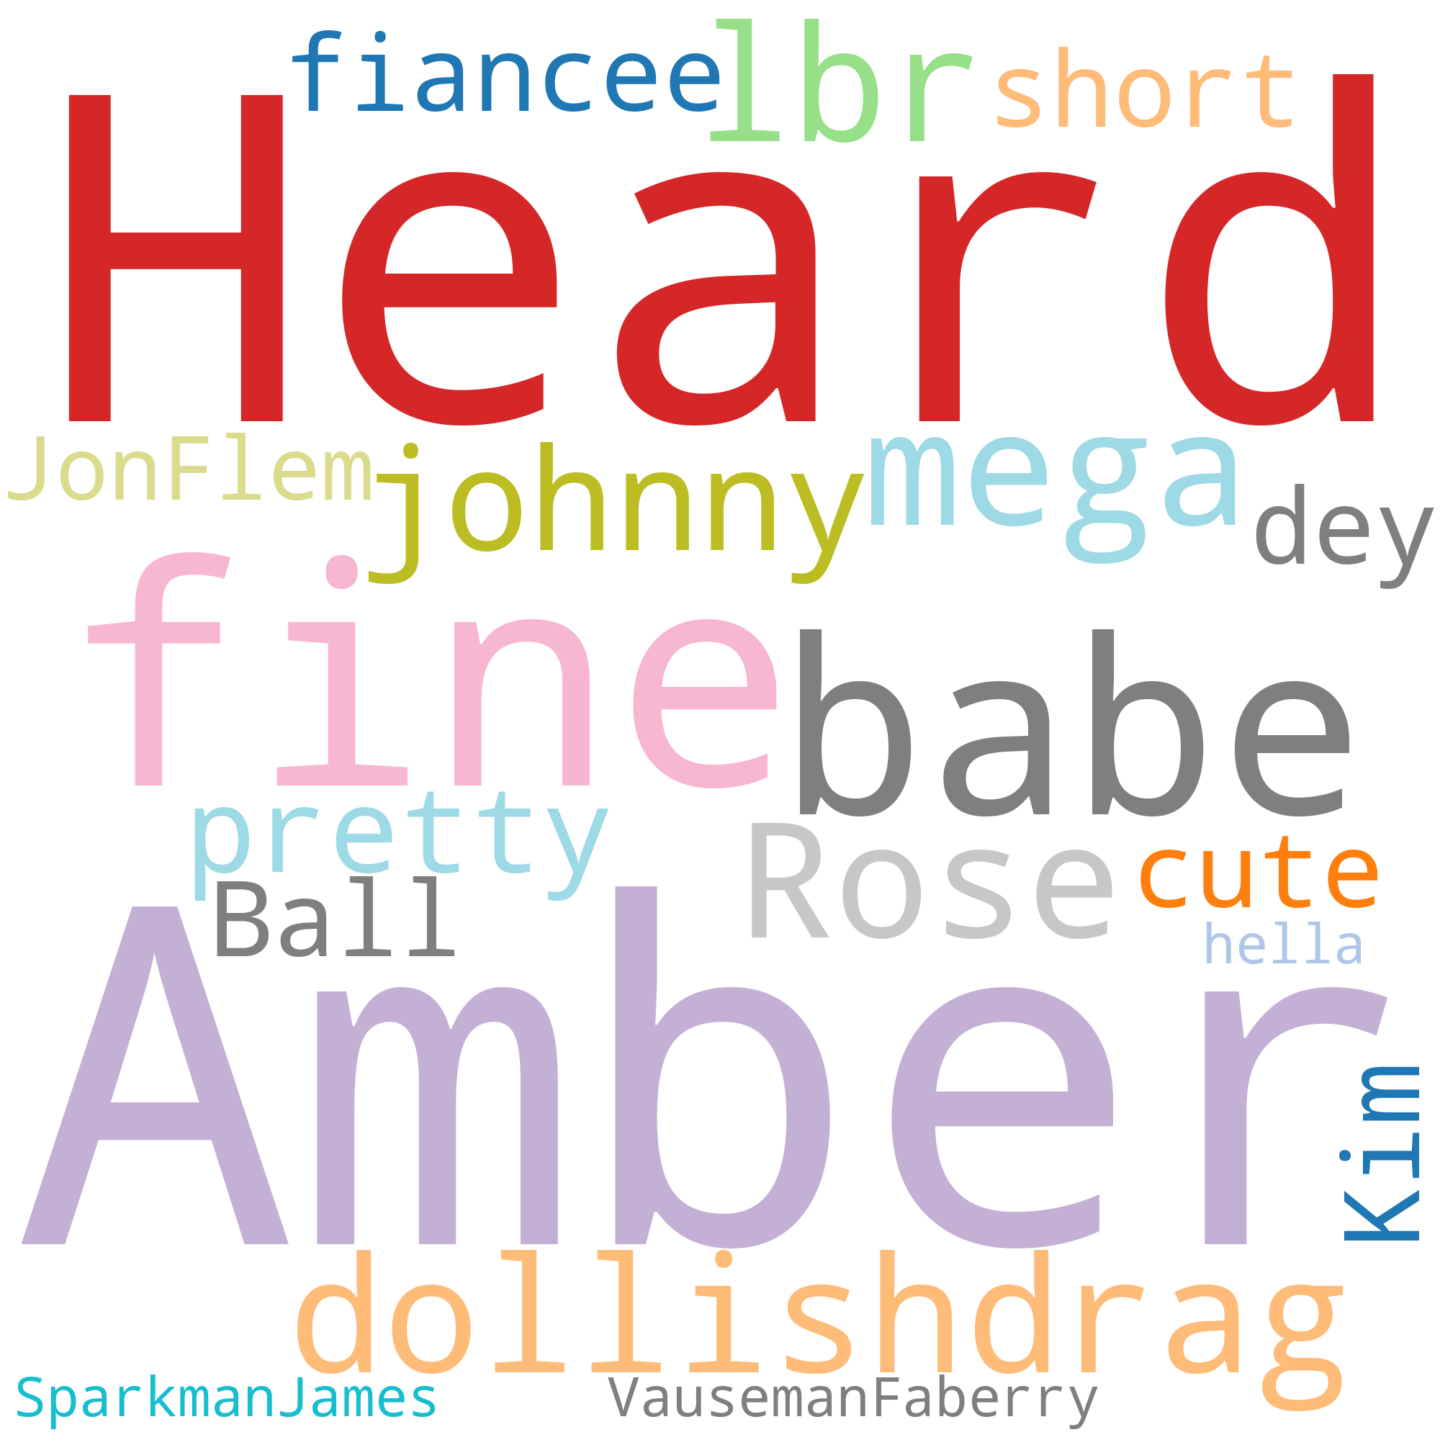 fiancee lbr short
Heard
JonFlem johnny mega dey
fine babe
pretty Rose cute
Ball hella
Amber Kim
dollishdrag
SparkmanJames VausemanFaberry